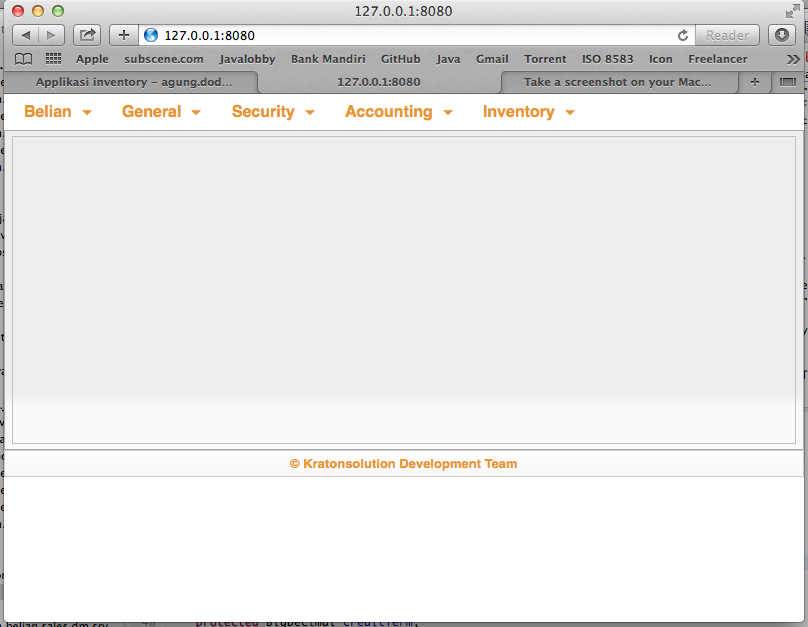 127.0.0.1:8080
127.0.0.1:8080 Reader
Apple subscene.com Javalobby Bank Mandiri GitHub Java Gmail Torrent ISO 8583 Icon Freelancer
Applikasi inventory – agung.dod... 127.0.0.1:8080 Take a screenshot on your Mac...
Belian General Security Accounting Inventory
© Kratonsolution Development Team